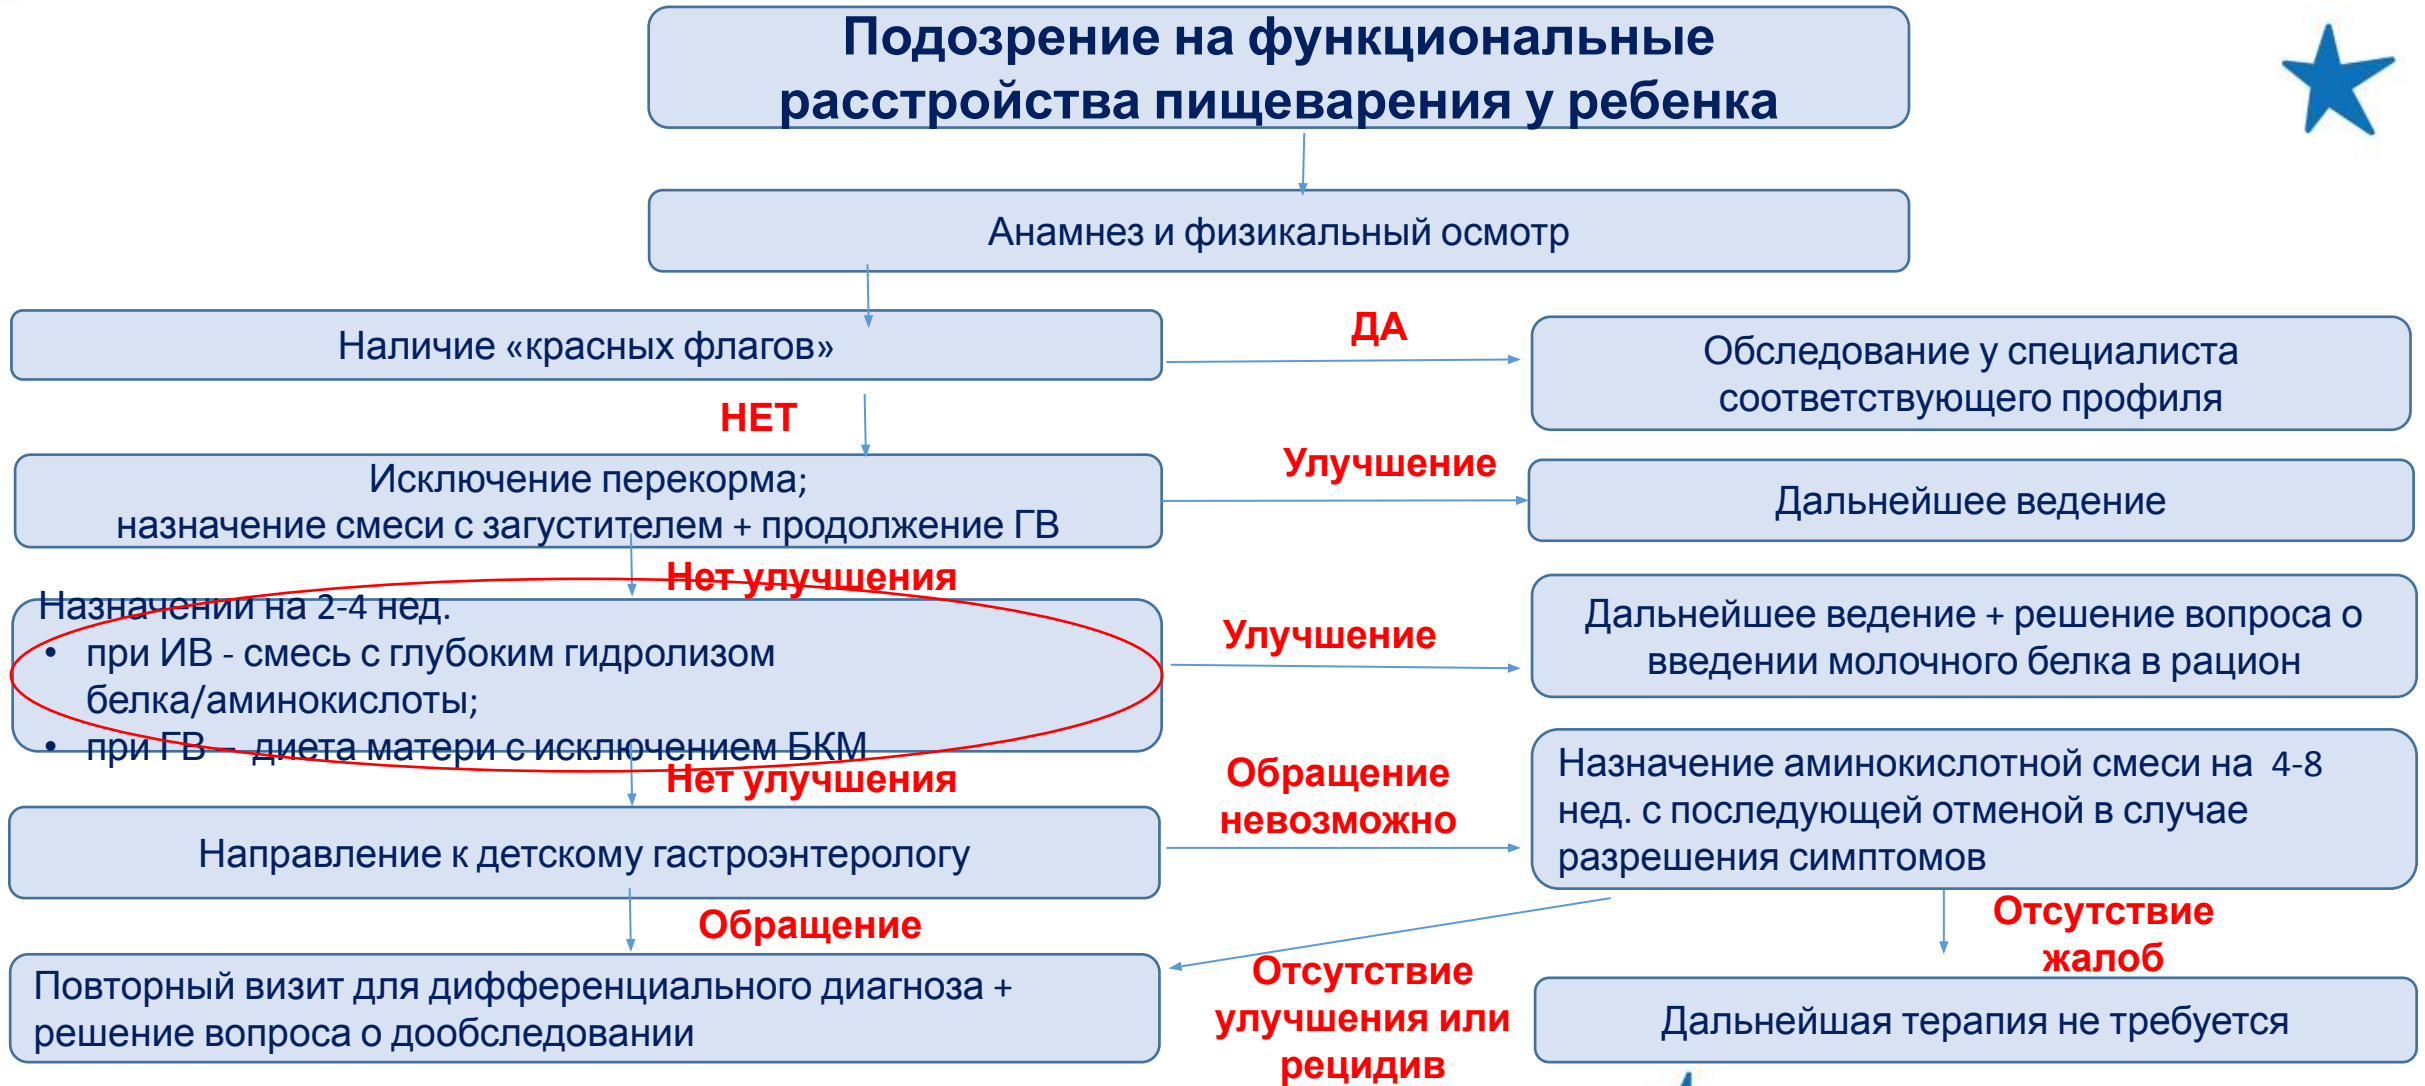 Подозрение на функциональные
расстройства пищеварения у ребенка
Анамнез и физикальный осмотр
Наличие «красных флагов»
ДА
Обследование у специалиста
соответствующего профиля
НЕТ
Исключение перекорма;
назначение смеси с загустителем + продолжение ГВ
Улучшение
Дальнейшее ведение
Нет улучшения
Назначений на 2-4 нед.
• при ИВ - смесь с глубоким гидролизом
белка/аминокислоты;
• при ГВ – диета матери с исключением БКМ
Улучшение
Дальнейшее ведение + решение вопроса о
введении молочного белка в рацион
Нет улучшения
Направление к детскому гастроэнтерологу
Обращение
невозможно
Назначение аминокислотной смеси на 4-8
нед. с последующей отменой в случае
разрешения симптомов
Обращение
Повторный визит для дифференциального диагноза +
решение вопроса о дообследовании
Отсутствие
улучшения или
рецидив
Отсутствие
жалоб
Дальнейшая терапия не требуется